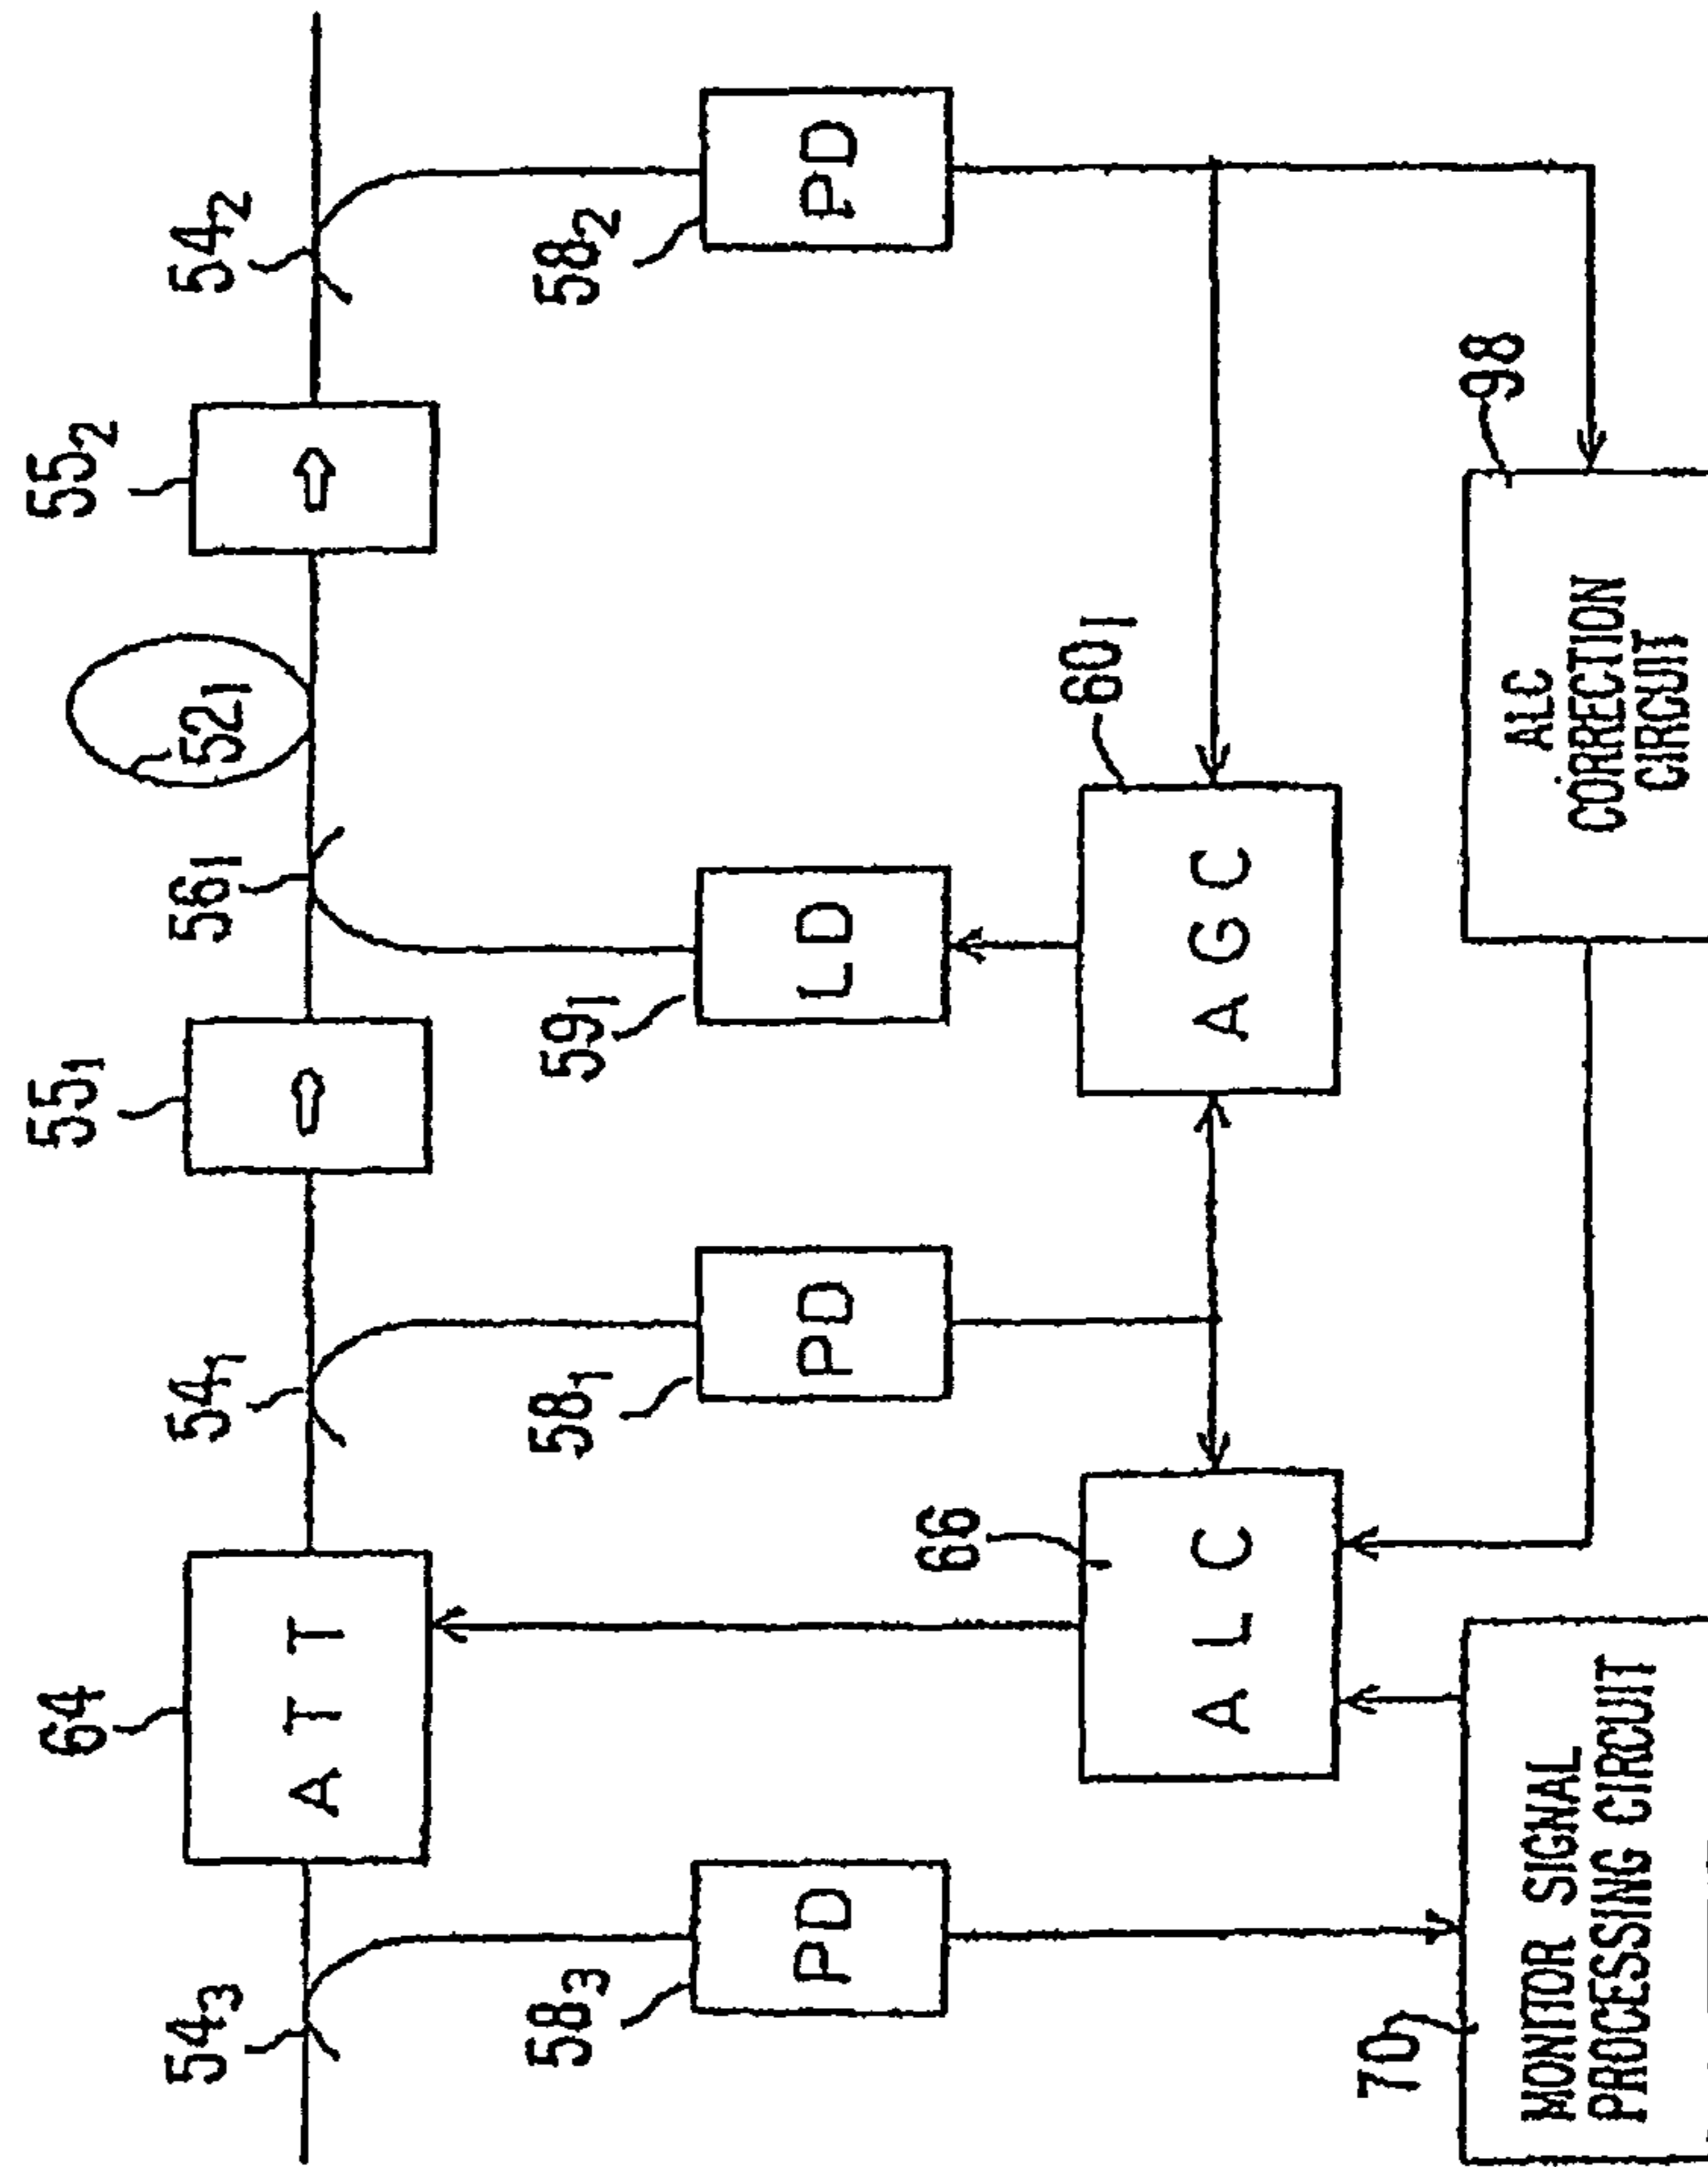 54₃
64
54₁
55₁
56₁
52₁
55₂
54₂
ATT
58₃
PD
58₁
PD
59₁
LD
58₂
PD
66
ALC
60₁
AGC
70
MONITOR SIGNAL
PROCESSING CIRCUIT
98
ALC
CORRECTION
CIRCUIT